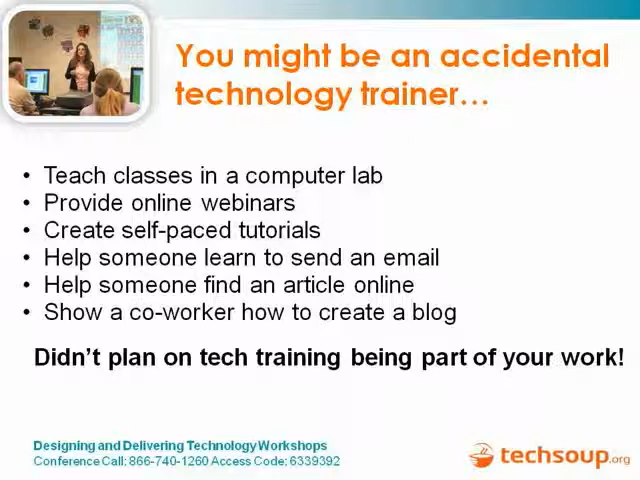 You might be an accidental
technology trainer…
• Teach classes in a computer lab
• Provide online webinars
• Create self-paced tutorials
• Help someone learn to send an email
• Help someone find an article online
• Show a co-worker how to create a blog
Didn’t plan on tech training being part of your work!
Designing and Delivering Technology Workshops
Conference Call: 866-740-1260 Access Code: 6339392
techsoup.org